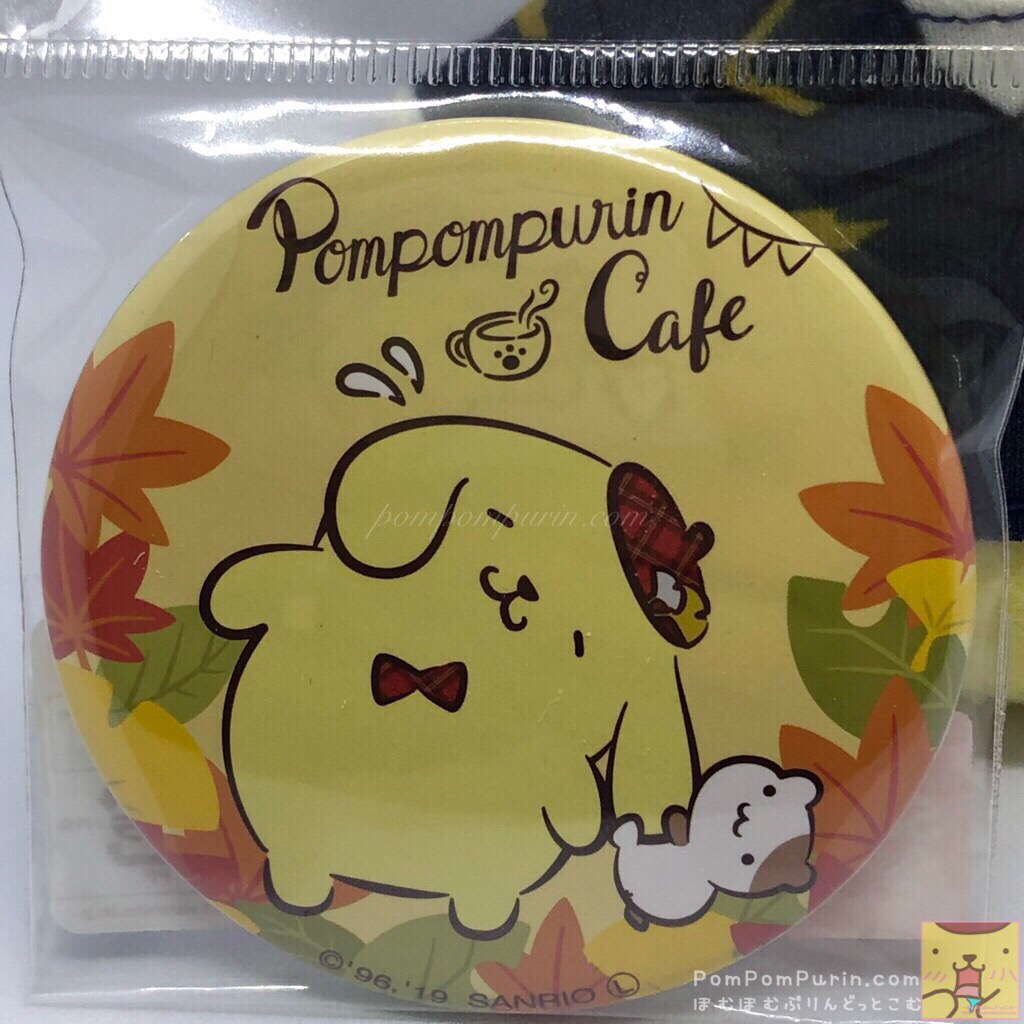 Pompompurin
Cafe
pompompurin.com
©'96,'19 SANRIO Ⓛ
PomPomPurin.com
ぽむぽむぷりんどっとこむ